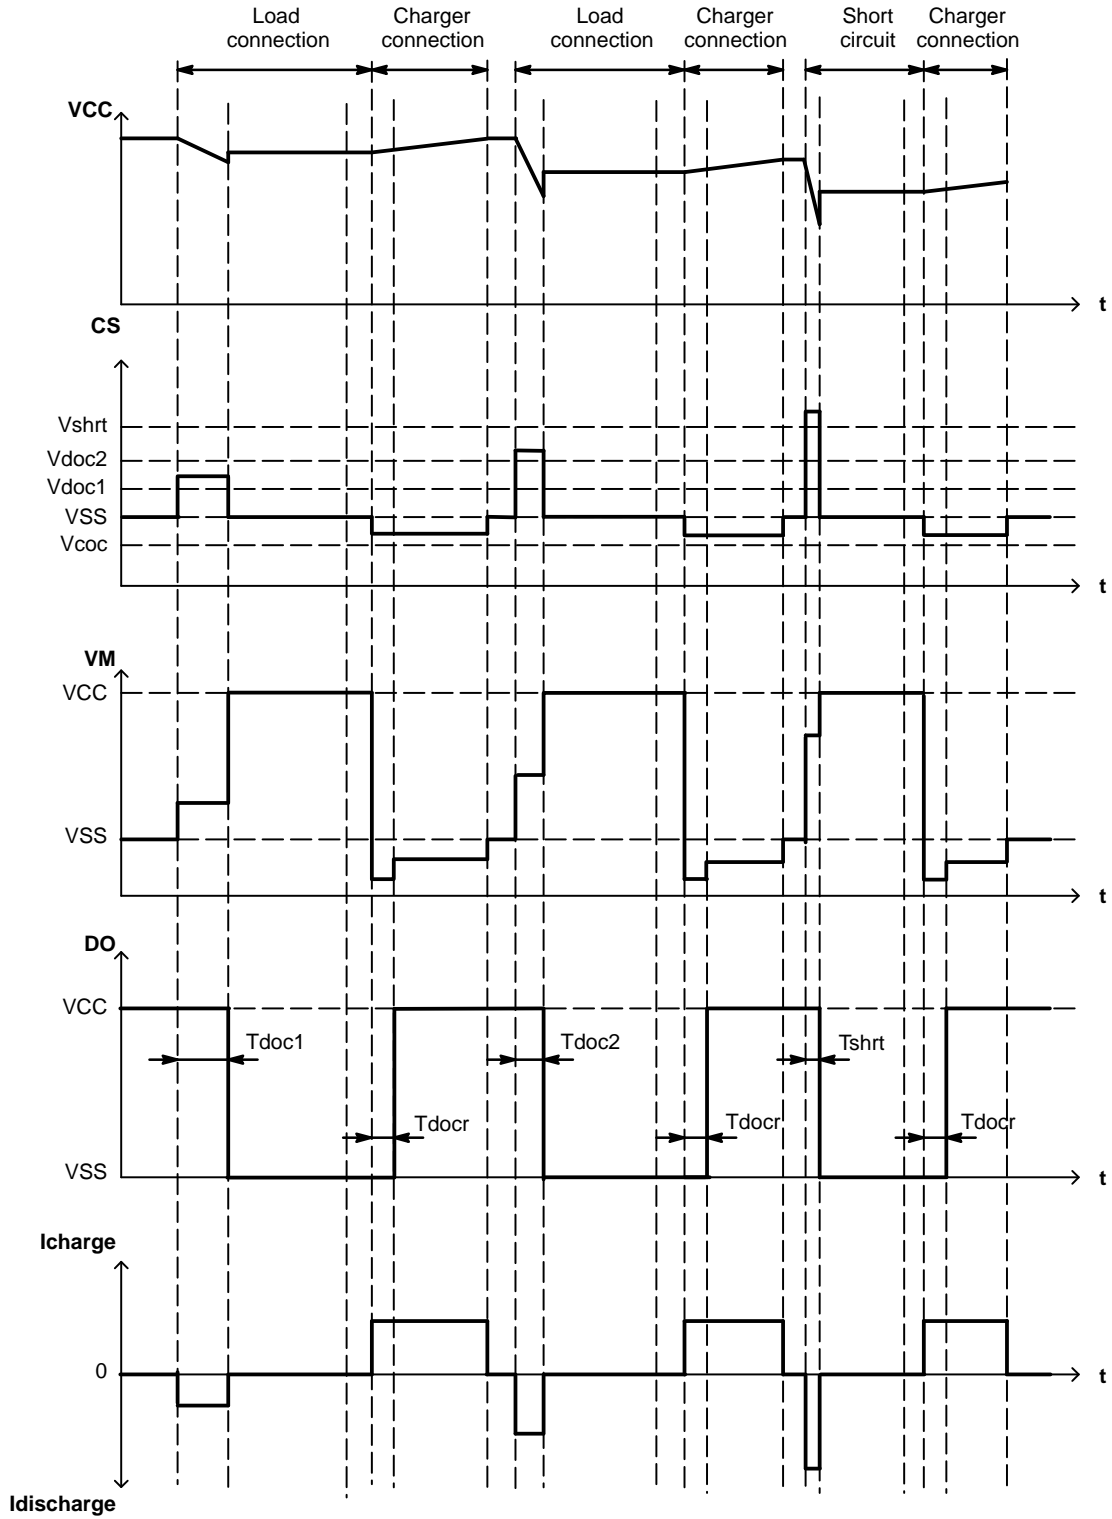 Load
connection
Charger
connection
Load
connection
Charger
connection
Short
circuit
Charger
connection
VCC
t
CS
Vshrt
Vdoc2
Vdoc1
VSS
Vcoc
t
VM
VCC
VSS
t
DO
VCC
Tdoc1
Tdoc2
Tshrt
Tdocr
Tdocr
Tdocr
VSS
t
Icharge
0
t
Idischarge